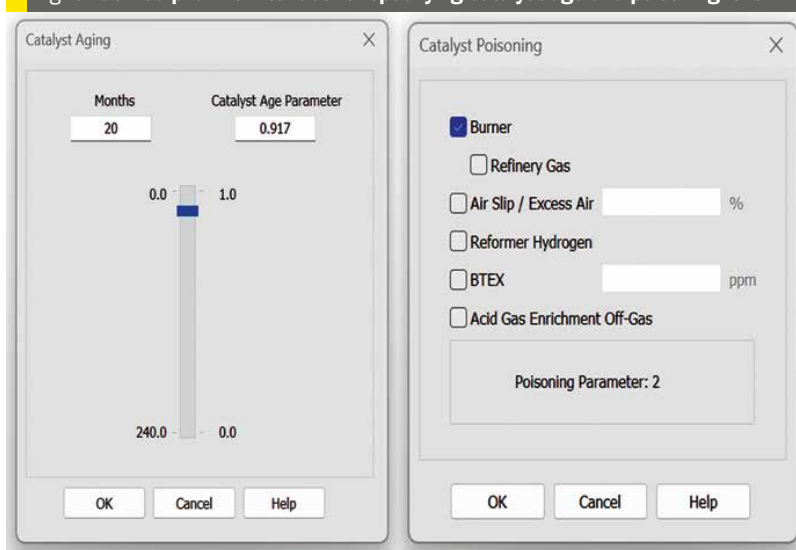 Catalyst Aging
Months Catalyst Age Parameter
20 0.917
0.0 1.0
240.0 0.0
OK Cancel Help
Catalyst Poisoning
Burner
Refinery Gas
Air Slip / Excess Air %
Reformer Hydrogen
BTEX ppm
Acid Gas Enrichment Off-Gas
Poisoning Parameter: 2
OK Cancel Help